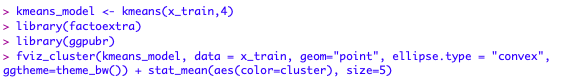 > kmeans_model <- kmeans(x_train,4)
> library(factoextra)
> library(ggpubr)
> fviz_cluster(kmeans_model, data = x_train, geom="point", ellipse.type = "convex",
ggtheme=theme_bw()) + stat_mean(aes(color=cluster), size=5)